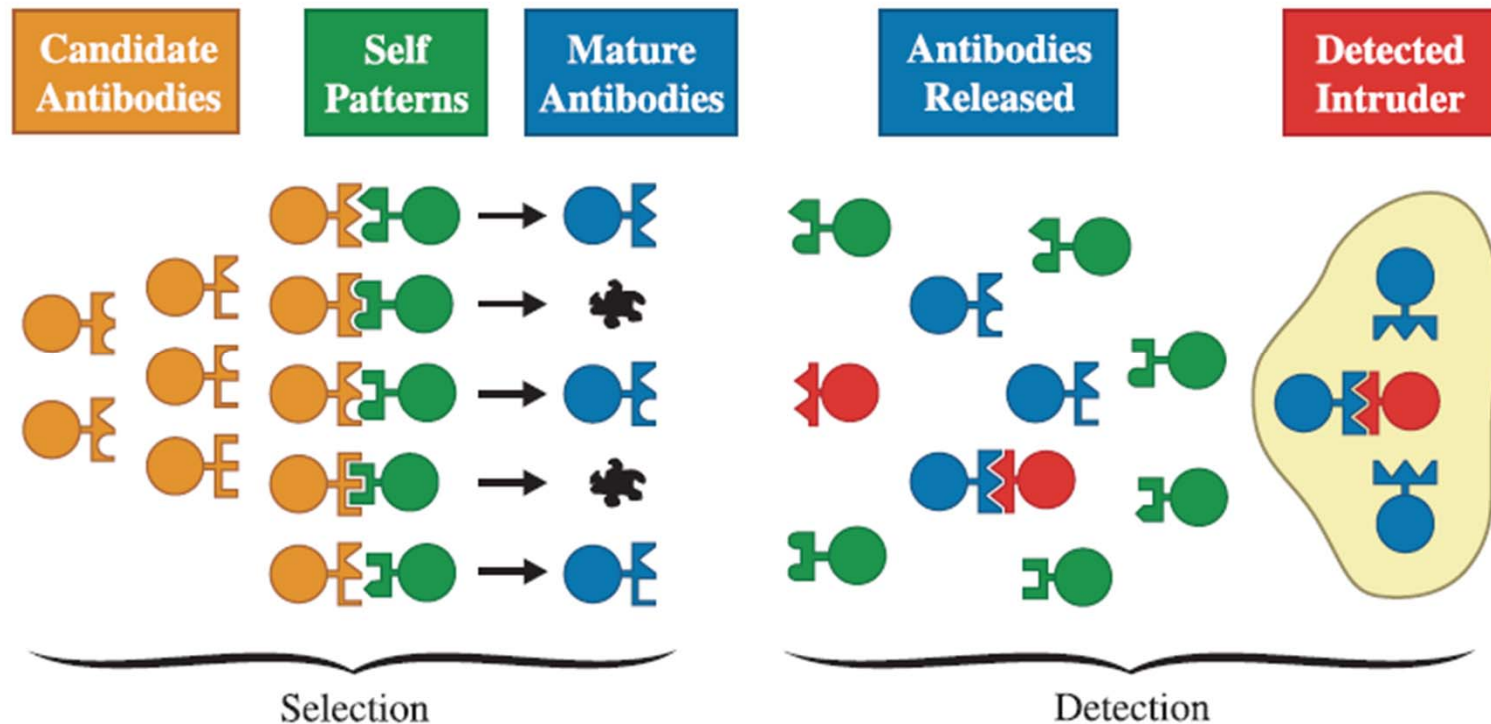 Candidate
Antibodies
Self
Patterns
Mature
Antibodies
Antibodies
Released
Detected
Intruder
Selection
Detection